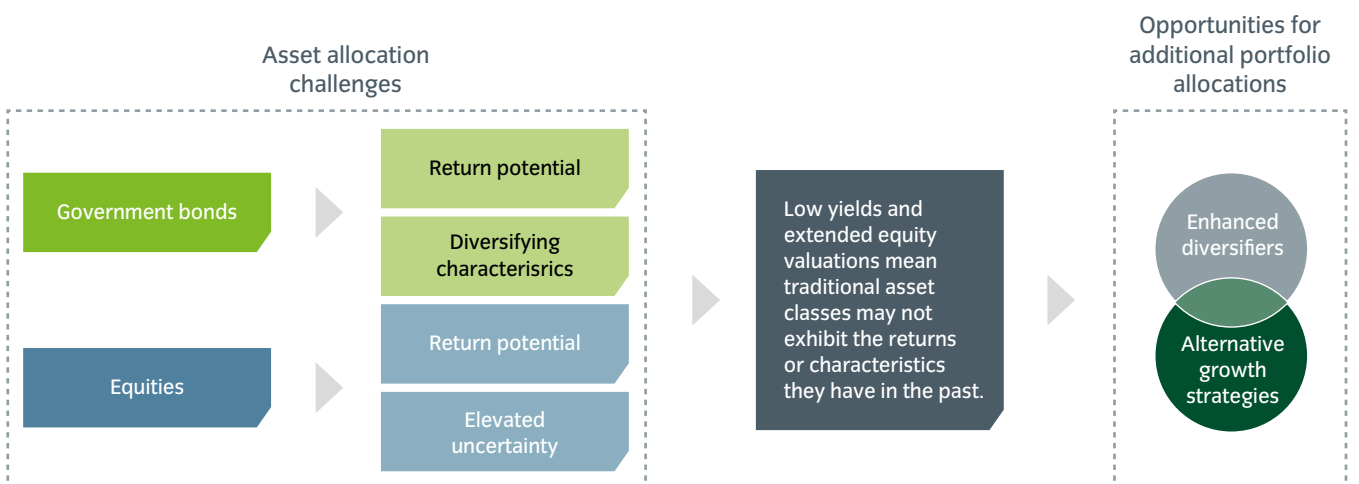 Asset allocation
challenges
Government bonds
Return potential
Diversifying
characterisrics
Equities
Return potential
Elevated
uncertainty
Low yields and
extended equity
valuations mean
traditional asset
classes may not
exhibit the returns
or characteristics
they have in the past.
Opportunities for
additional portfolio
allocations
Enhanced
diversifiers
Alternative
growth
strategies